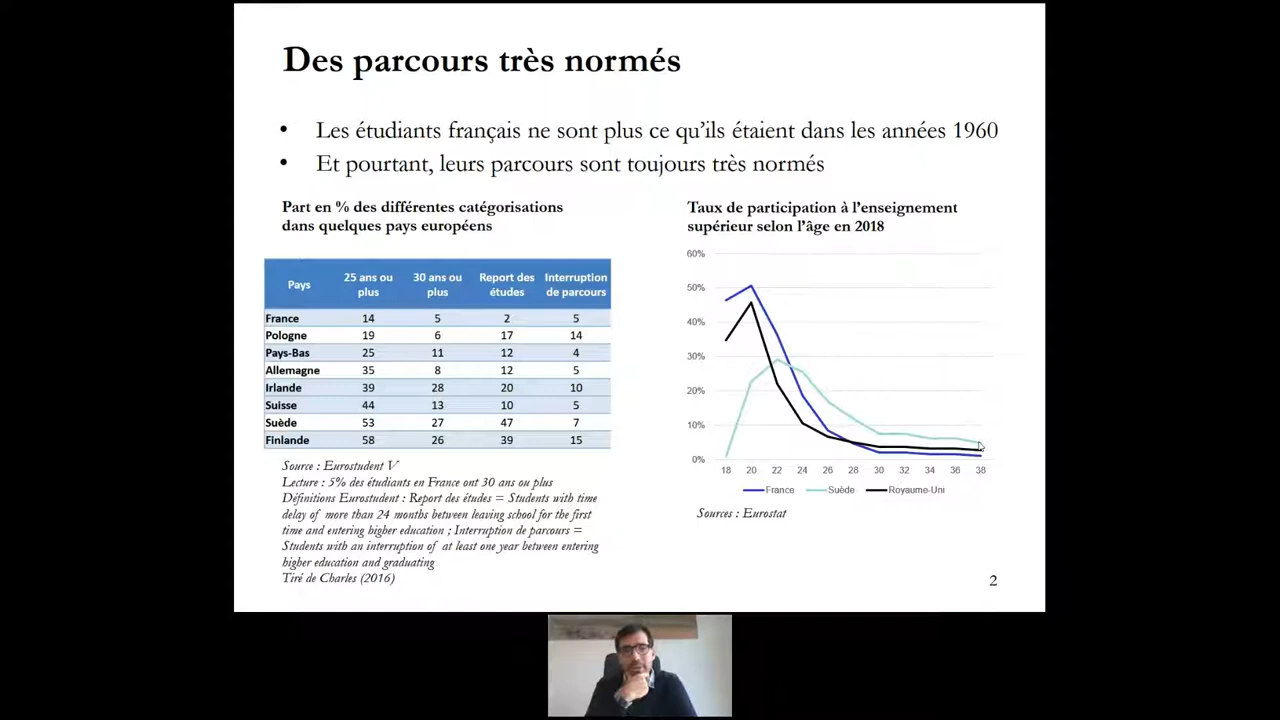 Des parcours très normés
• Les étudiants français ne sont plus ce qu'ils étaient dans les années 1960
• Et pourtant, leurs parcours sont toujours très normés
Part en % des différentes catégorisations
dans quelques pays européens
Pays 25 ans ou plus 30 ans ou plus Report des études Interruption de parcours
France 14 5 2 5
Pologne 19 6 17 14
Pays-Bas 25 11 12 4
Allemagne 35 8 12 5
Irlande 39 28 20 10
Suisse 44 13 10 5
Suède 53 27 47 7
Finlande 58 26 39 15
Source : Eurostudent V
Lecture : 5% des étudiants en France ont 30 ans ou plus
Définitions Eurostudent : Report des études = Students with time
delay of more than 24 months between leaving school for the first
time and entering higher education ; Interruption de parcours =
Students with an interruption of at least one year between entering
higher education and graduating
Tiré de Charles (2016)
Taux de participation à l'enseignement
supérieur selon l'âge en 2018
60%
50%
40%
30%
20%
10%
0%
18 20 22 24 26 28 30 32 34 36 38
France Suède Royaume-Uni
Sources : Eurostat
2